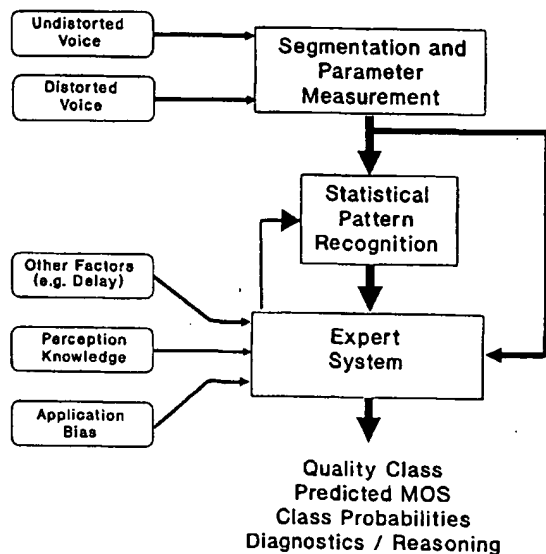 Undistorted
Voice
Segmentation and
Parameter
Measurement
Distorted
Voice
Statistical
Pattern
Recognition
Other Factors
(e.g. Delay)
Expert
System
Perception
Knowledge
Application
Bias
Quality Class
Predicted MOS
Class Probabilities
Diagnostics / Reasoning